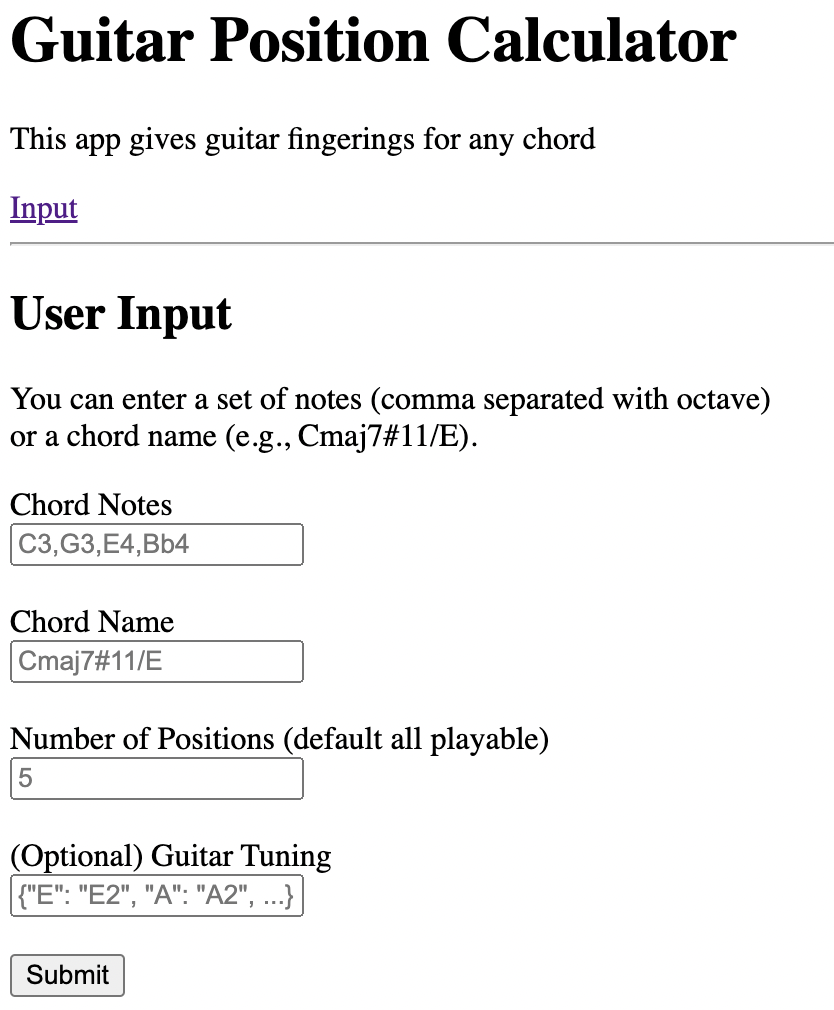 Guitar Position Calculator
This app gives guitar fingerings for any chord
Input
User Input
You can enter a set of notes (comma separated with octave)
or a chord name (e.g., Cmaj7#11/E).
Chord Notes
C3,G3,E4,Bb4
Chord Name
Cmaj7#11/E
Number of Positions (default all playable)
5
(Optional) Guitar Tuning
{"E": "E2", "A": "A2", ...}
Submit